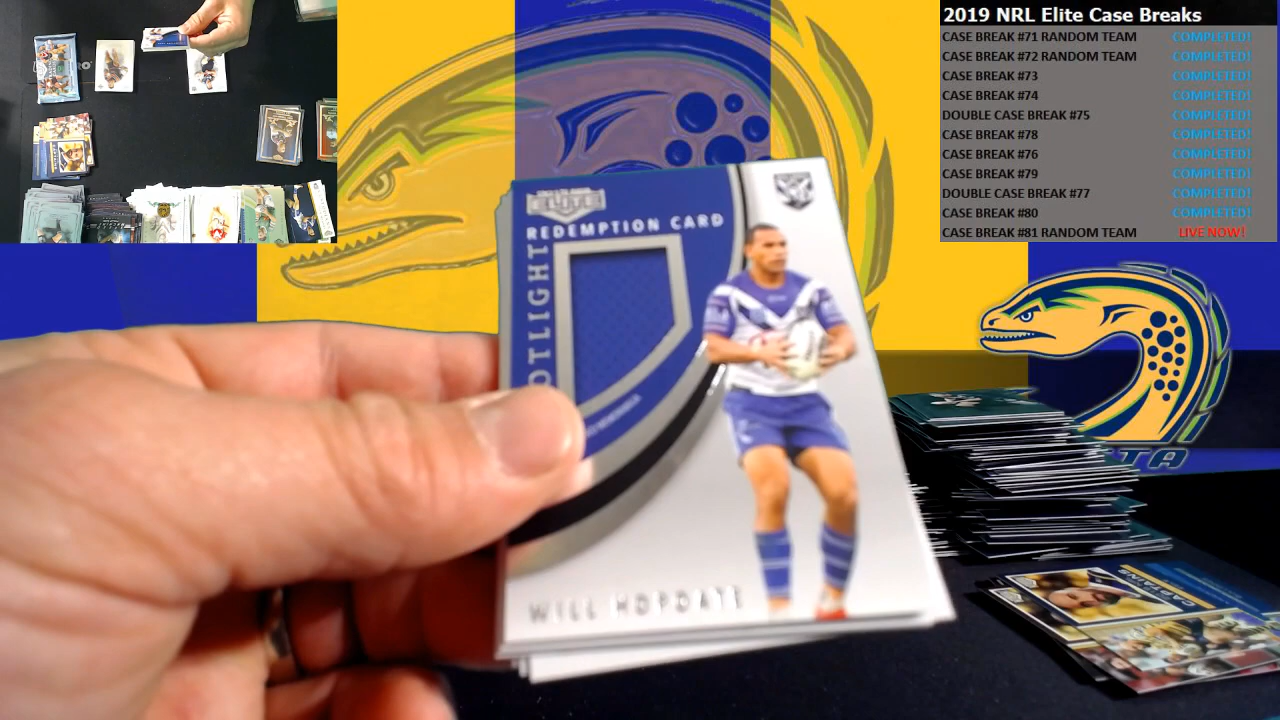 2019 NRL Elite Case Breaks
CASE BREAK #71 RANDOM TEAM COMPLETED!
CASE BREAK #72 RANDOM TEAM COMPLETED!
CASE BREAK #73 COMPLETED!
CASE BREAK #74 COMPLETED!
DOUBLE CASE BREAK #75 COMPLETED!
CASE BREAK #78 COMPLETED!
CASE BREAK #76 COMPLETED!
CASE BREAK #79 COMPLETED!
DOUBLE CASE BREAK #77 COMPLETED!
CASE BREAK #80 COMPLETED!
CASE BREAK #81 RANDOM TEAM LIVE NOW!
ELITE
REDEMPTION CARD
OTLIGHT
WILL HOPOATE
TA
CAPTAINS